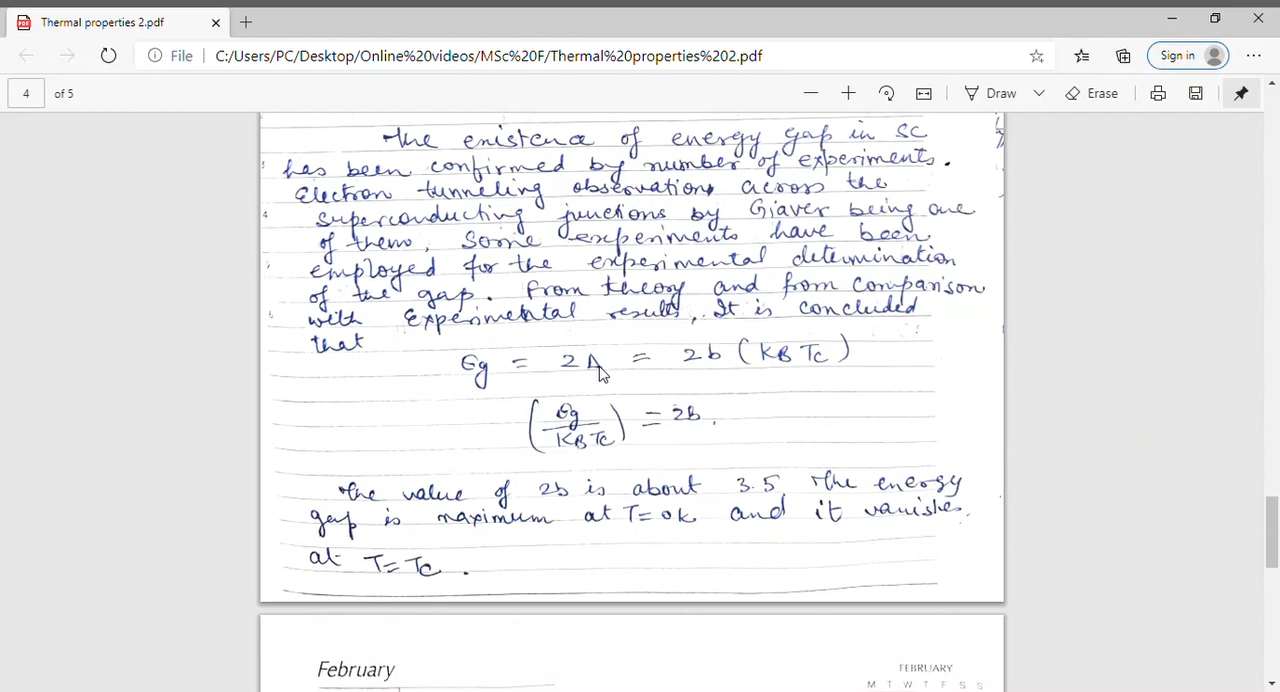 Thermal properties 2.pdf
File C:/Users/PC/Desktop/Online%20videos/MSc%20F/Thermal%20properties%202.pdf Sign in
4 of 5 Draw Erase
the existence of energy gap in SC
has been confirmed by number of experiments.
Electron tunneling observations across the
superconducting junctions by Giaver being one
of them. Some experiments have been
employed for the experimental determination
of the gap. From theory and from comparison
with Experimental results, It is concluded
that
Eg = 2Δ = 2b (KB Tc)
(Eg / KB Tc) = 2b.
The value of 2b is about 3.5. The energy
gap is maximum at T=0K and it vanishes
at T=Tc.
February FEBRUARY
M T W T F S S